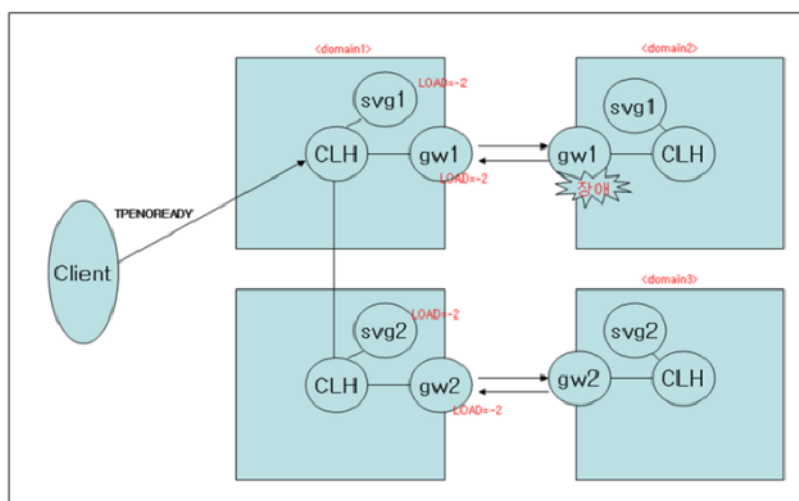 <domain1>
<domain2>
LOAD=-2
svg1
svg1
CLH
gw1
gw1
CLH
LOAD=-2
장애
TPENOREADY
Client
<domain3>
LOAD=-2
svg2
svg2
CLH
gw2
gw2
CLH
LOAD=-2